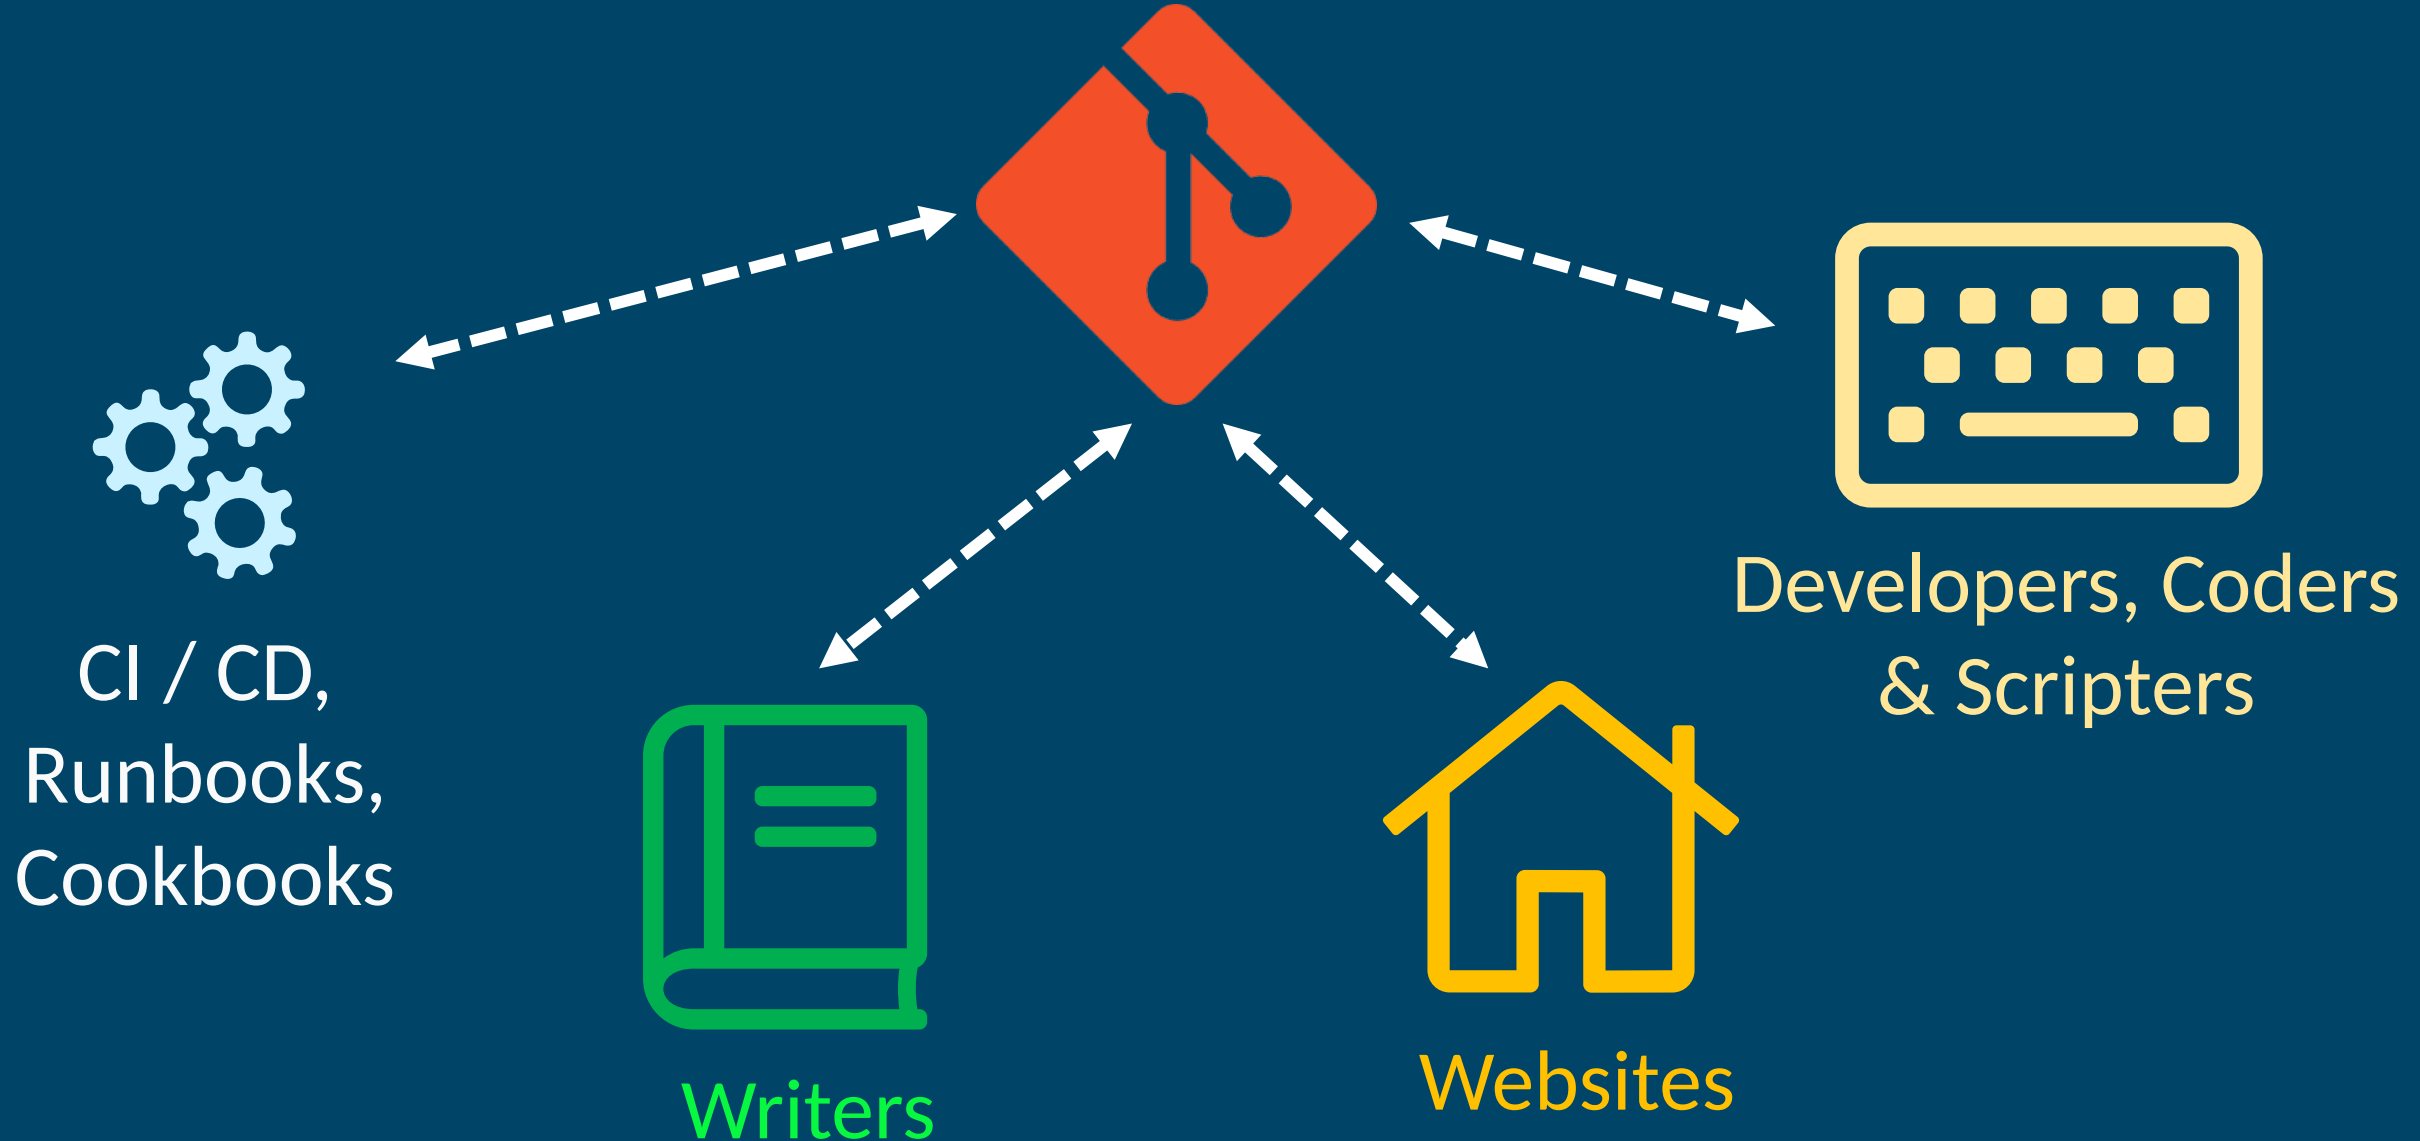 CI / CD,
Runbooks,
Cookbooks
Writers
Websites
Developers, Coders
& Scripters